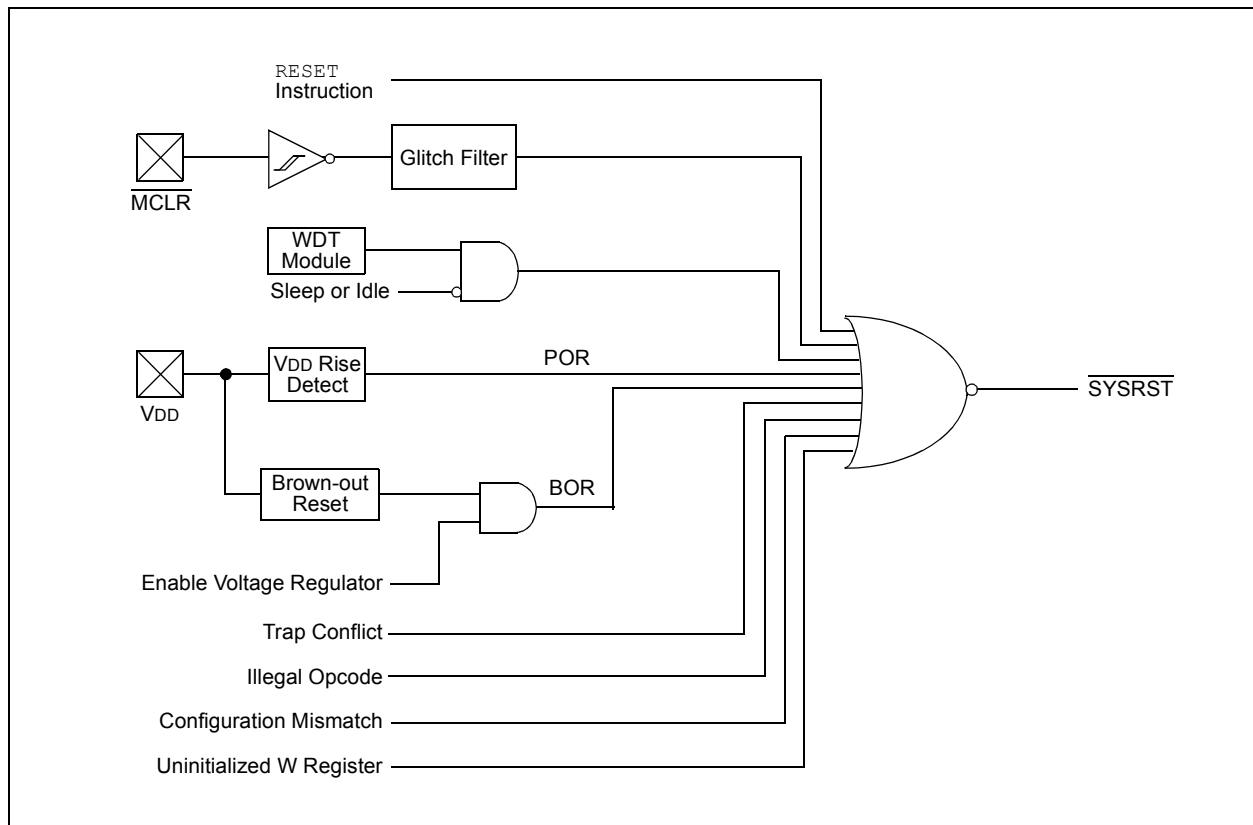 RESET
Instruction
Glitch Filter
MCLR
WDT
Module
Sleep or Idle
VDD Rise
Detect
POR
VDD
SYSRST
Brown-out
Reset
BOR
Enable Voltage Regulator
Trap Conflict
Illegal Opcode
Configuration Mismatch
Uninitialized W Register